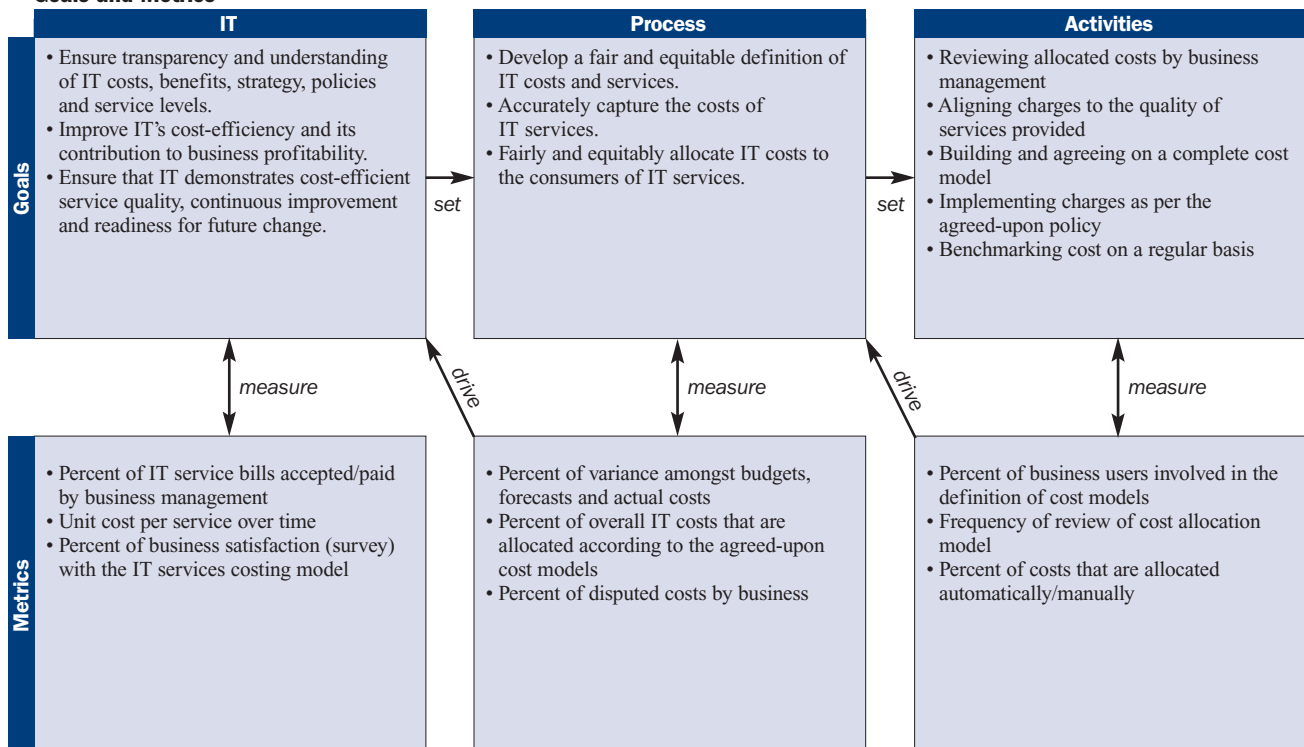 Goals and Metrics
IT
Process
Activities
Goals
• Ensure transparency and understanding
of IT costs, benefits, strategy, policies
and service levels.
• Improve IT's cost-efficiency and its
contribution to business profitability.
• Ensure that IT demonstrates cost-efficient
service quality, continuous improvement
and readiness for future change.
set
• Develop a fair and equitable definition of
IT costs and services.
• Accurately capture the costs of
IT services.
• Fairly and equitably allocate IT costs to
the consumers of IT services.
set
• Reviewing allocated costs by business
management
• Aligning charges to the quality of
services provided
• Building and agreeing on a complete cost
model
• Implementing charges as per the
agreed-upon policy
• Benchmarking cost on a regular basis
measure
drive
measure
drive
measure
Metrics
• Percent of IT service bills accepted/paid
by business management
• Unit cost per service over time
• Percent of business satisfaction (survey)
with the IT services costing model
• Percent of variance amongst budgets,
forecasts and actual costs
• Percent of overall IT costs that are
allocated according to the agreed-upon
cost models
• Percent of disputed costs by business
• Percent of business users involved in the
definition of cost models
• Frequency of review of cost allocation
model
• Percent of costs that are allocated
automatically/manually